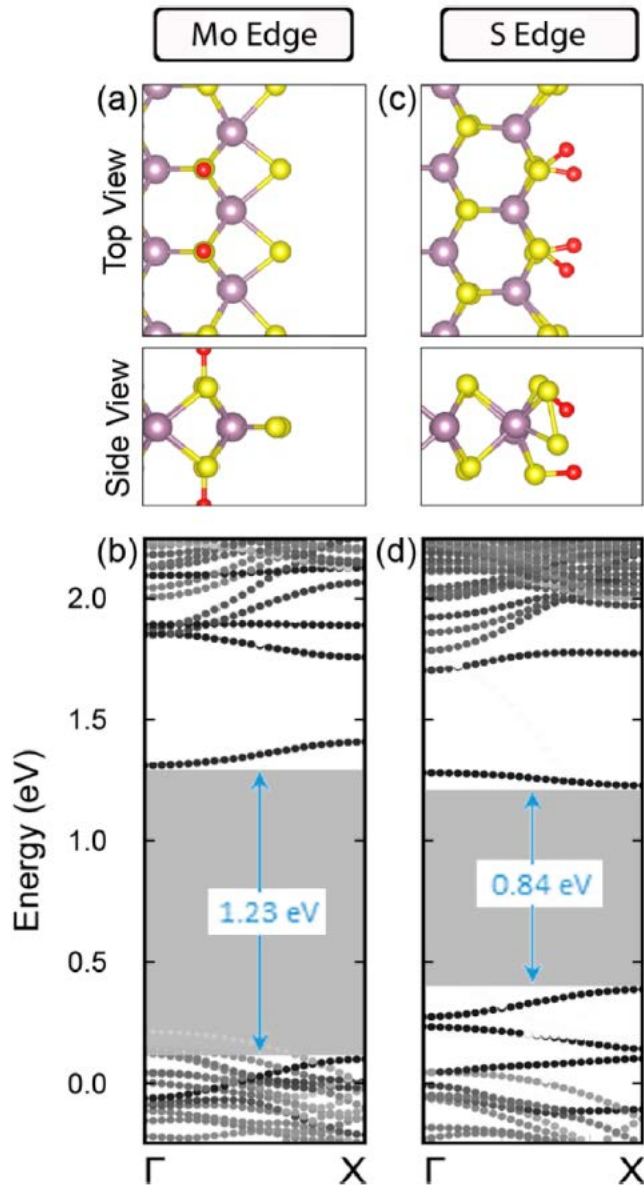 Mo Edge
S Edge
(a)
(c)
Top View
Side View
(b)
(d)
Energy (eV)
2.0
1.5
1.0
0.5
0.0
1.23 eV
0.84 eV
Γ
X
Γ
X